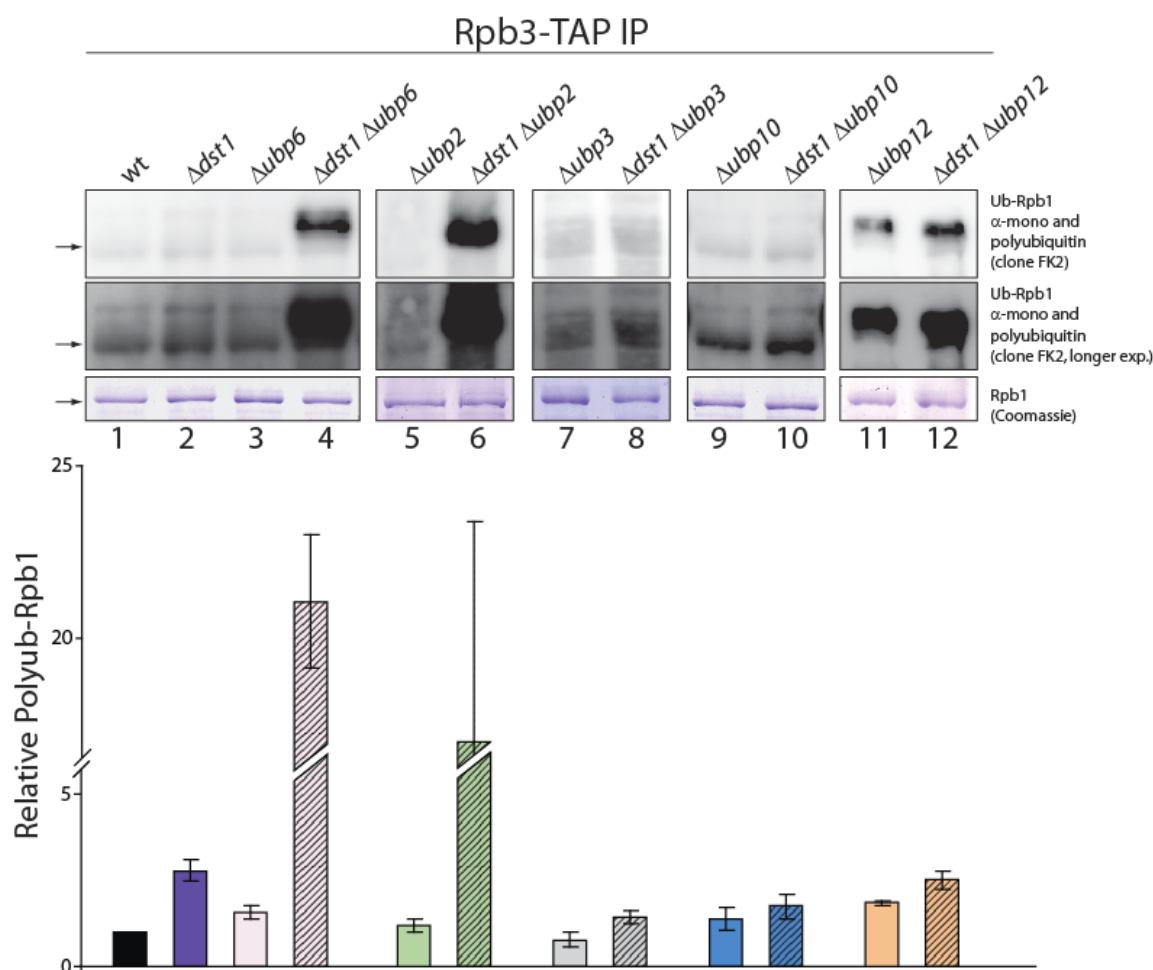 Rpb3-TAP IP
wt
Δdst1
Δubp6
Δdst1 Δubp6
Δubp2
Δdst1 Δubp2
Δubp3
Δdst1 Δubp3
Δubp10
Δdst1 Δubp10
Δubp12
Δdst1 Δubp12
Ub-Rpb1
α-mono and
polyubiquitin
(clone FK2)
Ub-Rpb1
α-mono and
polyubiquitin
(clone FK2, longer exp.)
Rpb1
(Coomassie)
1 2 3 4 5 6 7 8 9 10 11 12
Relative Polyub-Rpb1
25
20
5
0